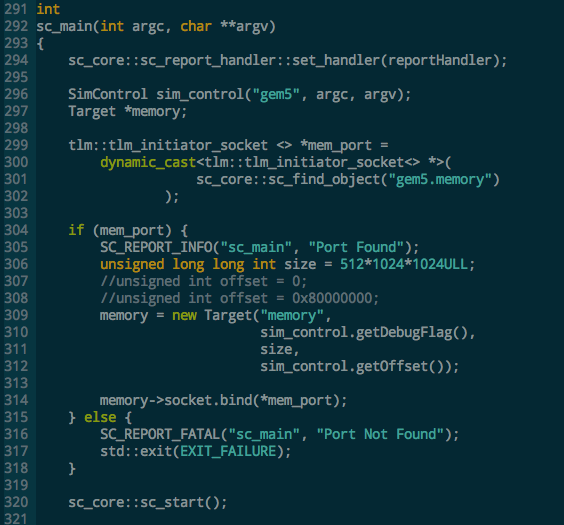 291 int
292 sc_main(int argc, char **argv)
293 {
294     sc_core::sc_report_handler::set_handler(reportHandler);
295
296     SimControl sim_control("gem5", argc, argv);
297     Target *memory;
298
299     tlm::tlm_initiator_socket <> *mem_port =
300         dynamic_cast<tlm::tlm_initiator_socket<> *>(
301                     sc_core::sc_find_object("gem5.memory")
302                 );
303
304     if (mem_port) {
305         SC_REPORT_INFO("sc_main", "Port Found");
306         unsigned long long int size = 512*1024*1024ULL;
307         //unsigned int offset = 0;
308         //unsigned int offset = 0x80000000;
309         memory = new Target("memory",
310                             sim_control.getDebugFlag(),
311                             size,
312                             sim_control.getOffset());
313
314         memory->socket.bind(*mem_port);
315     } else {
316         SC_REPORT_FATAL("sc_main", "Port Not Found");
317         std::exit(EXIT_FAILURE);
318     }
319
320     sc_core::sc_start();
321